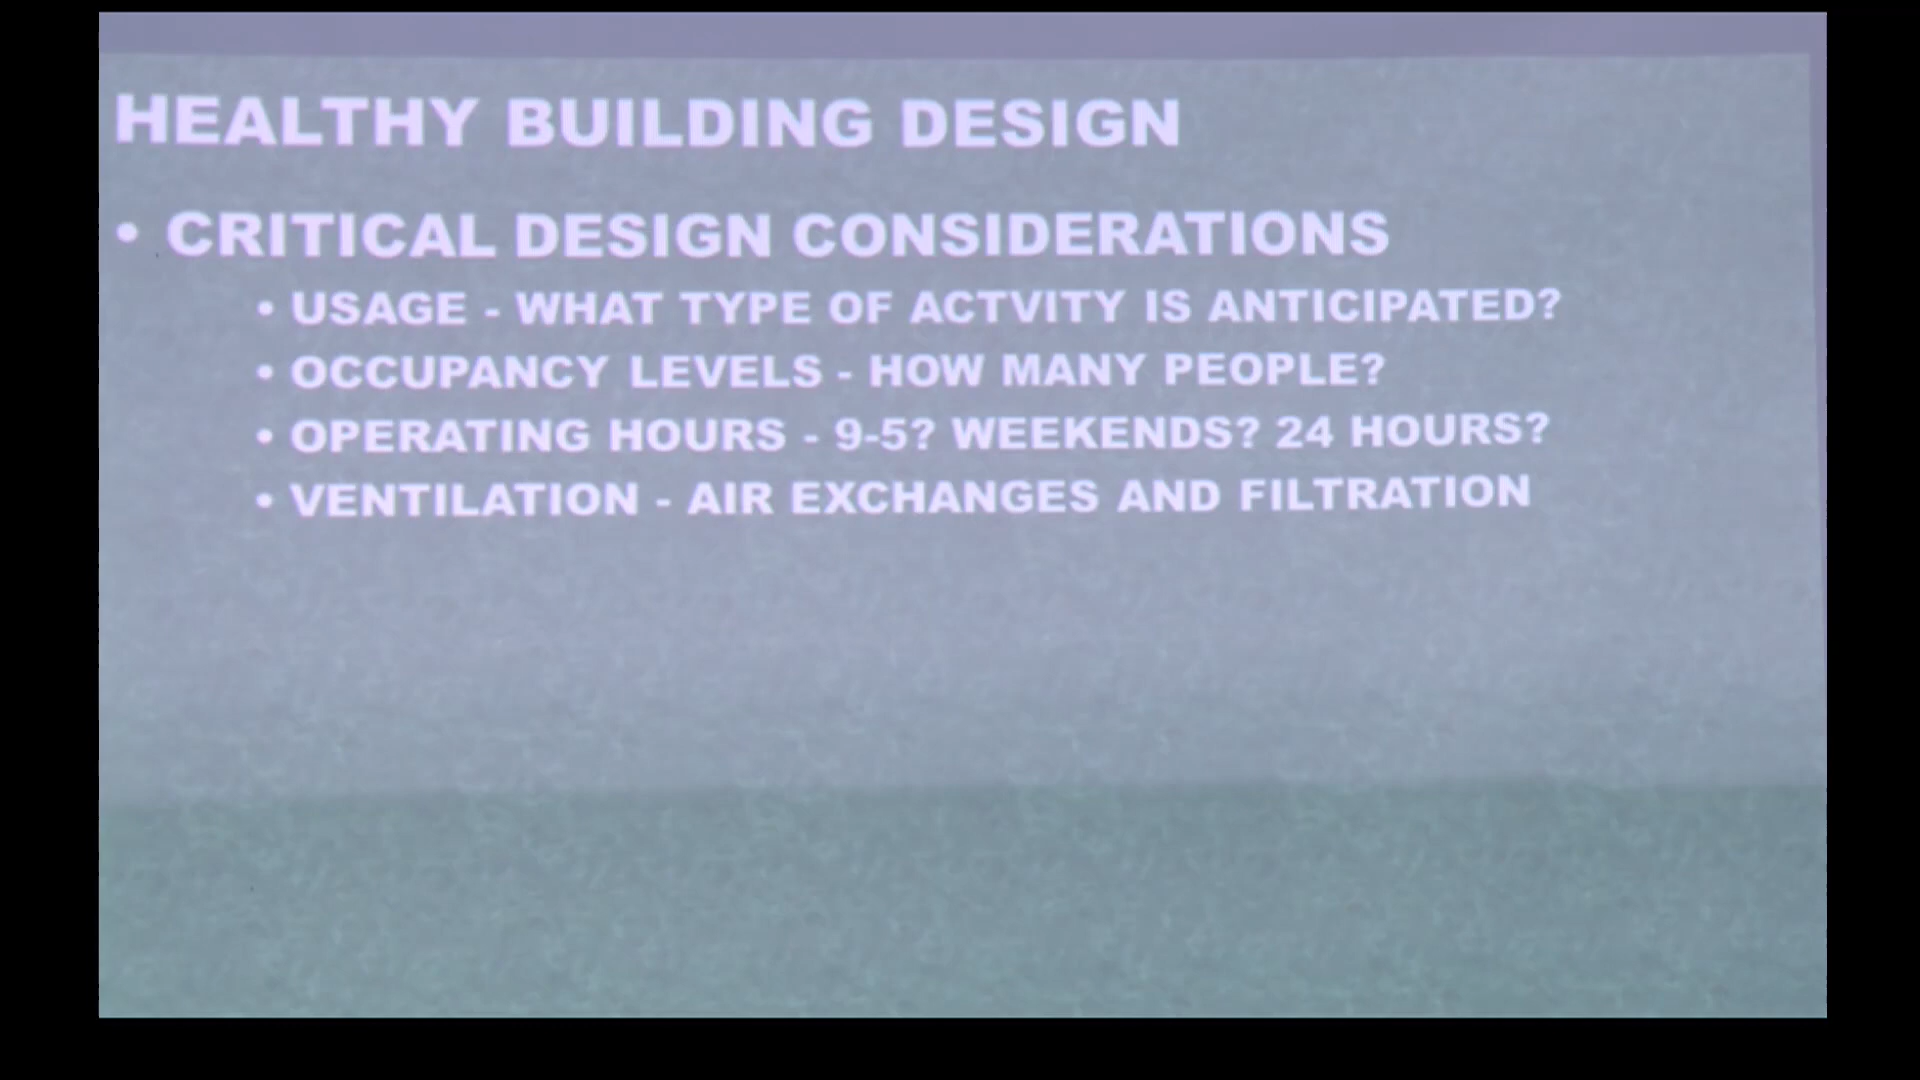 HEALTHY BUILDING DESIGN
• CRITICAL DESIGN CONSIDERATIONS
• USAGE - WHAT TYPE OF ACTVITY IS ANTICIPATED?
• OCCUPANCY LEVELS - HOW MANY PEOPLE?
• OPERATING HOURS - 9-5? WEEKENDS? 24 HOURS?
• VENTILATION - AIR EXCHANGES AND FILTRATION